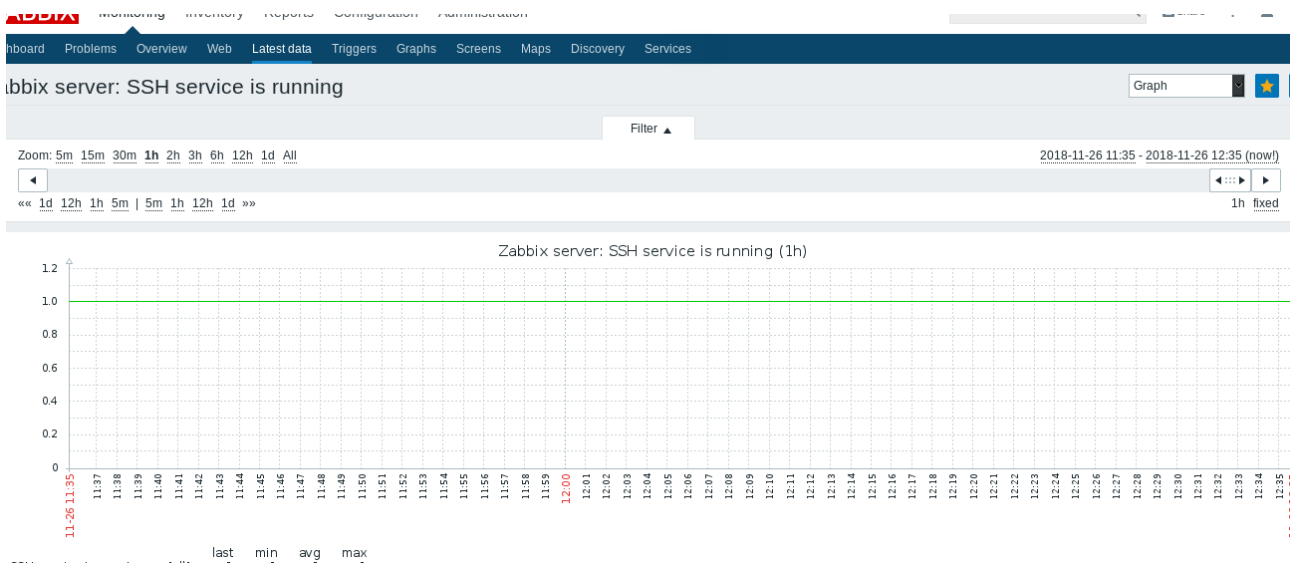 ZABBIX Monitoring Inventory Reports Configuration Administration Share
hboard Problems Overview Web Latest data Triggers Graphs Screens Maps Discovery Services
abbix server: SSH service is running Graph
Filter ▲
Zoom: 5m 15m 30m 1h 2h 3h 6h 12h 1d All 2018-11-26 11:35 - 2018-11-26 12:35 (now!)
«« 1d 12h 1h 5m | 5m 1h 12h 1d »» 1h fixed
Zabbix server: SSH service is running (1h)
1.2
1.0
0.8
0.6
0.4
0.2
0
11-26 11:35 11:37 11:38 11:39 11:40 11:41 11:42 11:43 11:44 11:45 11:46 11:47 11:48 11:49 11:50 11:51 11:52 11:53 11:54 11:55 11:56 11:57 11:58 11:59 12:00 12:01 12:02 12:03 12:04 12:05 12:06 12:07 12:08 12:09 12:10 12:11 12:12 12:13 12:14 12:15 12:16 12:17 12:18 12:19 12:20 12:21 12:22 12:23 12:24 12:25 12:26 12:27 12:28 12:29 12:30 12:31 12:32 12:33 12:34 12:35
last min avg max